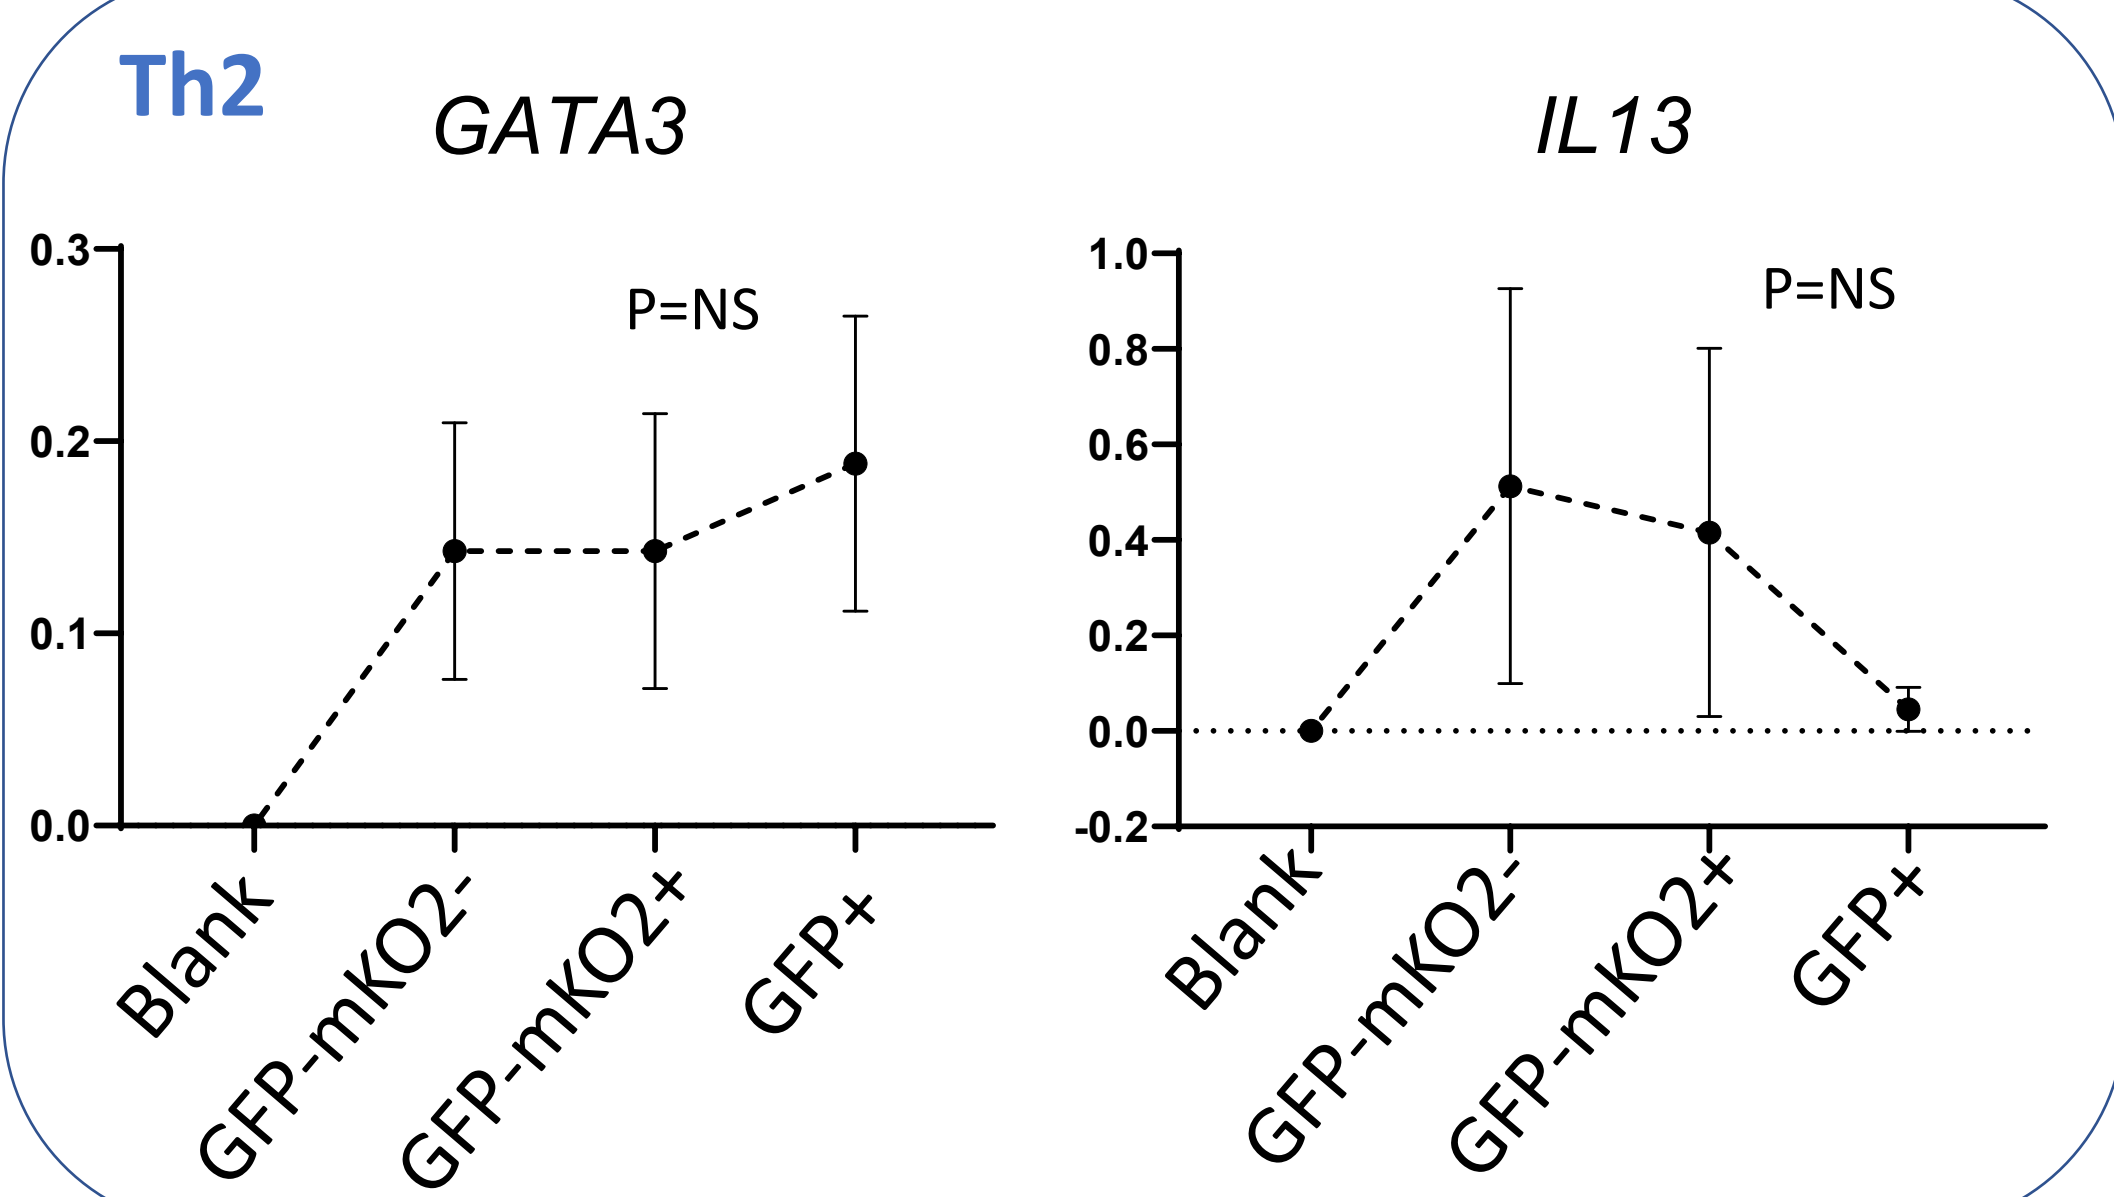 Th2
GATA3
0.3
0.2
0.1
0.0
P=NS
Blank
GFP-mKO2-
GFP-mKO2+
GFP+
IL13
1.0
0.8
0.6
0.4
0.2
0.0
-0.2
P=NS
Blank
GFP-mKO2-
GFP-mKO2+
GFP+